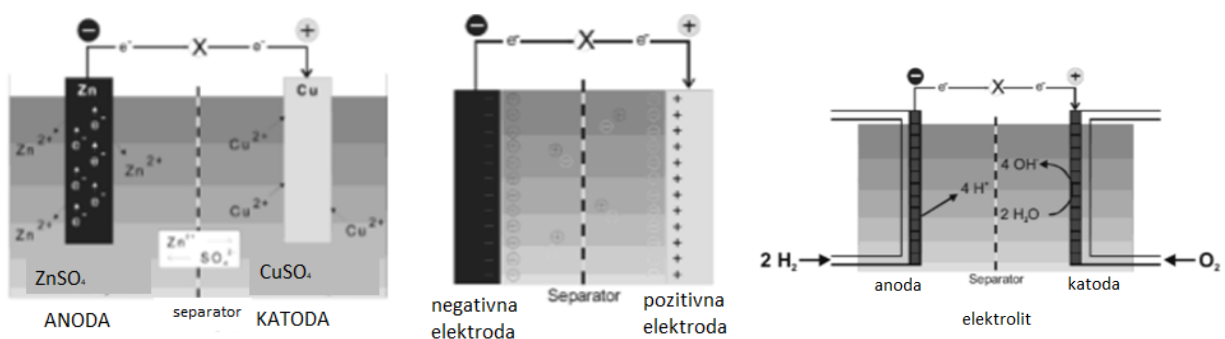 e⁻ X e⁻
Zn
Cu
e⁻
e⁻
e⁻
e⁻
e⁻
e⁻
Zn²⁺
Zn²⁺
Zn²⁺
Cu²⁺
Cu²⁺
Cu²⁺
Zn²⁺
SO₄²⁻
ZnSO₄
CuSO₄
ANODA
separator
KATODA
e⁻ X e⁻
negativna
elektroda
Separator
pozitivna
elektroda
e⁻ X e⁻
4 OH⁻
4 H⁺
2 H₂O
2 H₂
O₂
anoda
Separator
katoda
elektrolit